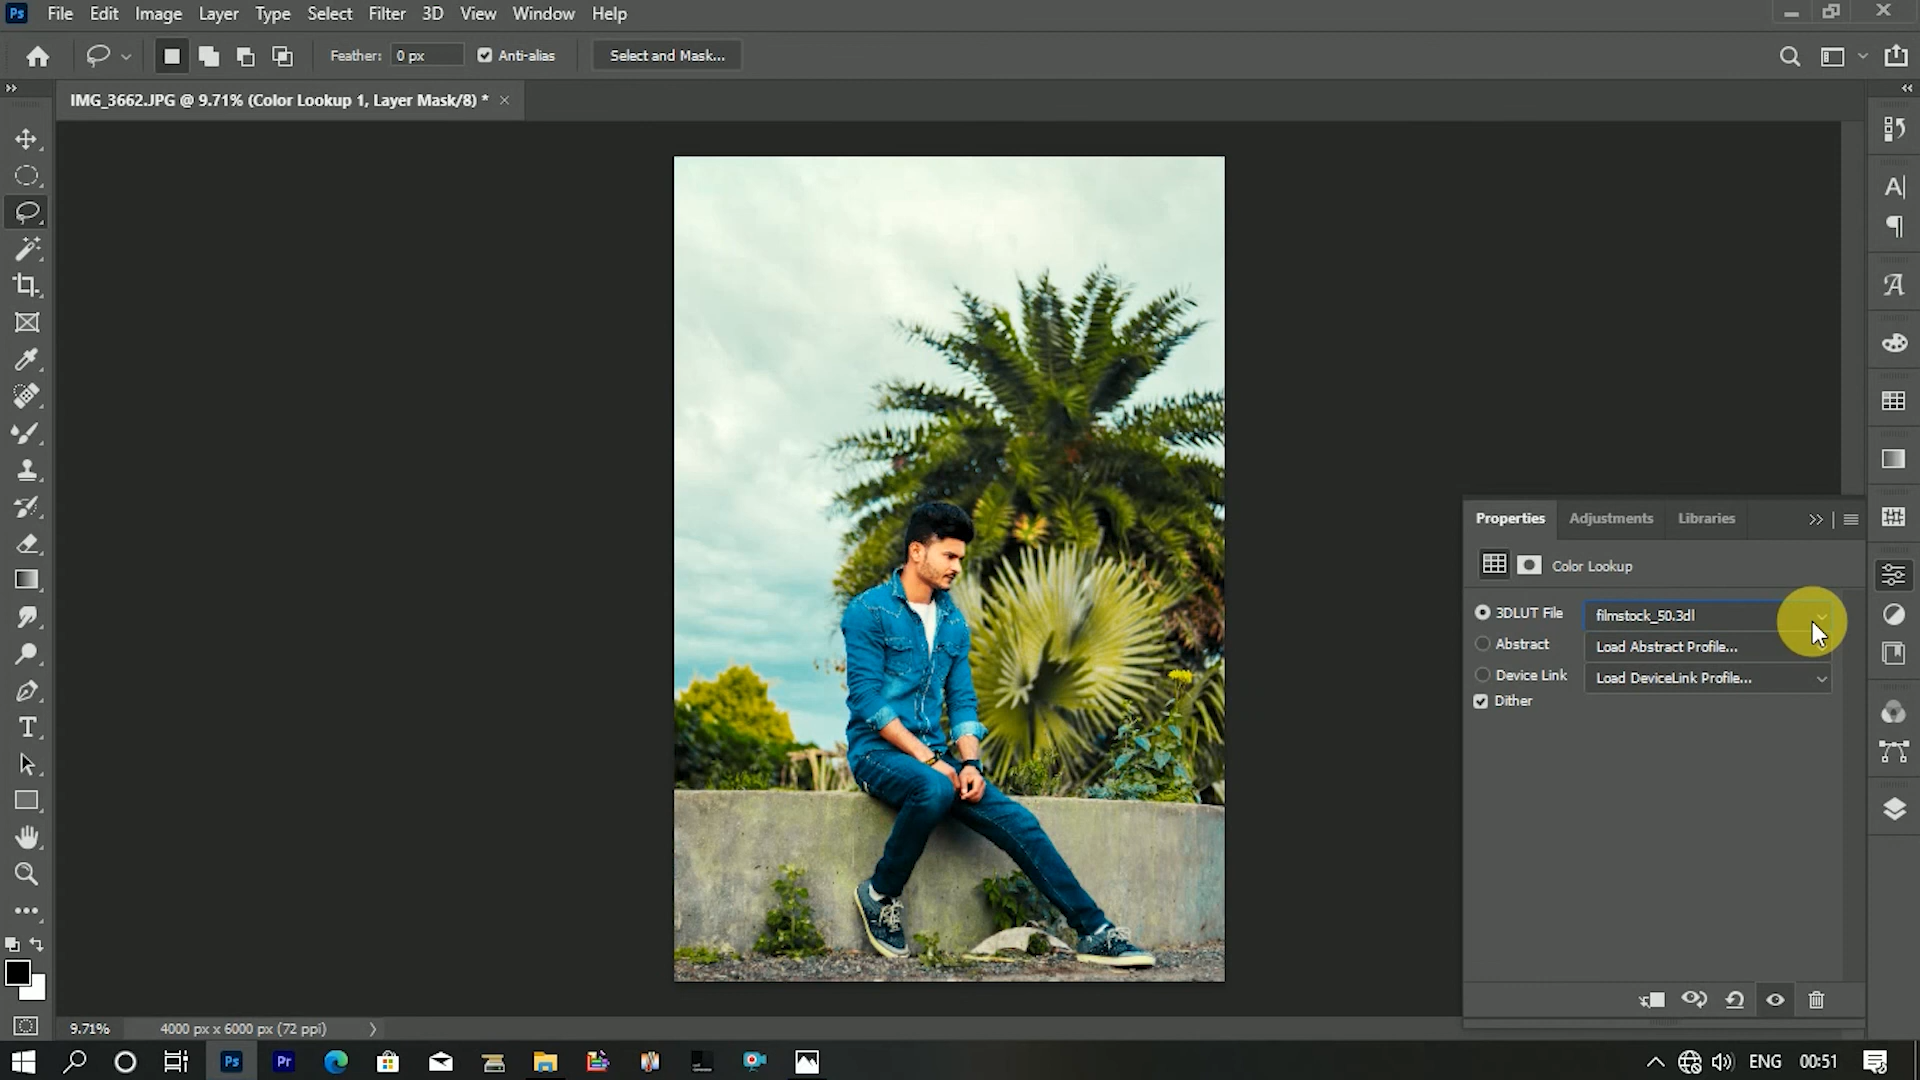 Ps File Edit Image Layer Type Select Filter 3D View Window Help
Feather: 0 px Anti-alias Select and Mask...
IMG_3662.JPG @ 9.71% (Color Lookup 1, Layer Mask/8) *
Properties Adjustments Libraries
Color Lookup
3DLUT File filmstock_50.3dl
Abstract Load Abstract Profile...
Device Link Load DeviceLink Profile...
Dither
9.71% 4000 px x 6000 px (72 ppi)
Ps Pr ENG 00:51